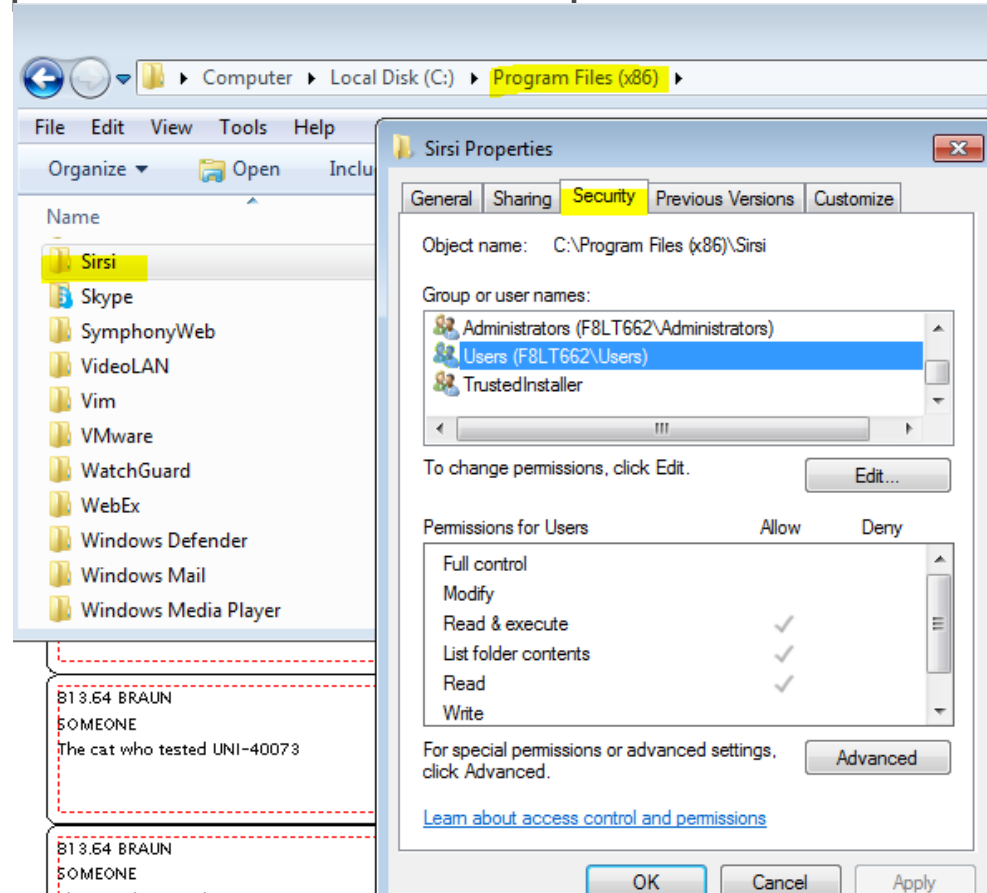 Computer Local Disk (C:) Program Files (x86)
File Edit View Tools Help
Organize Open Inclu
Name
Sirsi
Skype
SymphonyWeb
VideoLAN
Vim
VMware
WatchGuard
WebEx
Windows Defender
Windows Mail
Windows Media Player
813.64 BRAUN
SOMEONE
The cat who tested UNI-40073
813.64 BRAUN
SOMEONE
Sirsi Properties
General Sharing Security Previous Versions Customize
Object name: C:\Program Files (x86)\Sirsi
Group or user names:
Administrators (F8LT662\Administrators)
Users (F8LT662\Users)
TrustedInstaller
To change permissions, click Edit.
Edit...
Permissions for Users Allow Deny
Full control
Modify
Read & execute
List folder contents
Read
Write
For special permissions or advanced settings,
click Advanced.
Advanced
Learn about access control and permissions
OK Cancel Apply